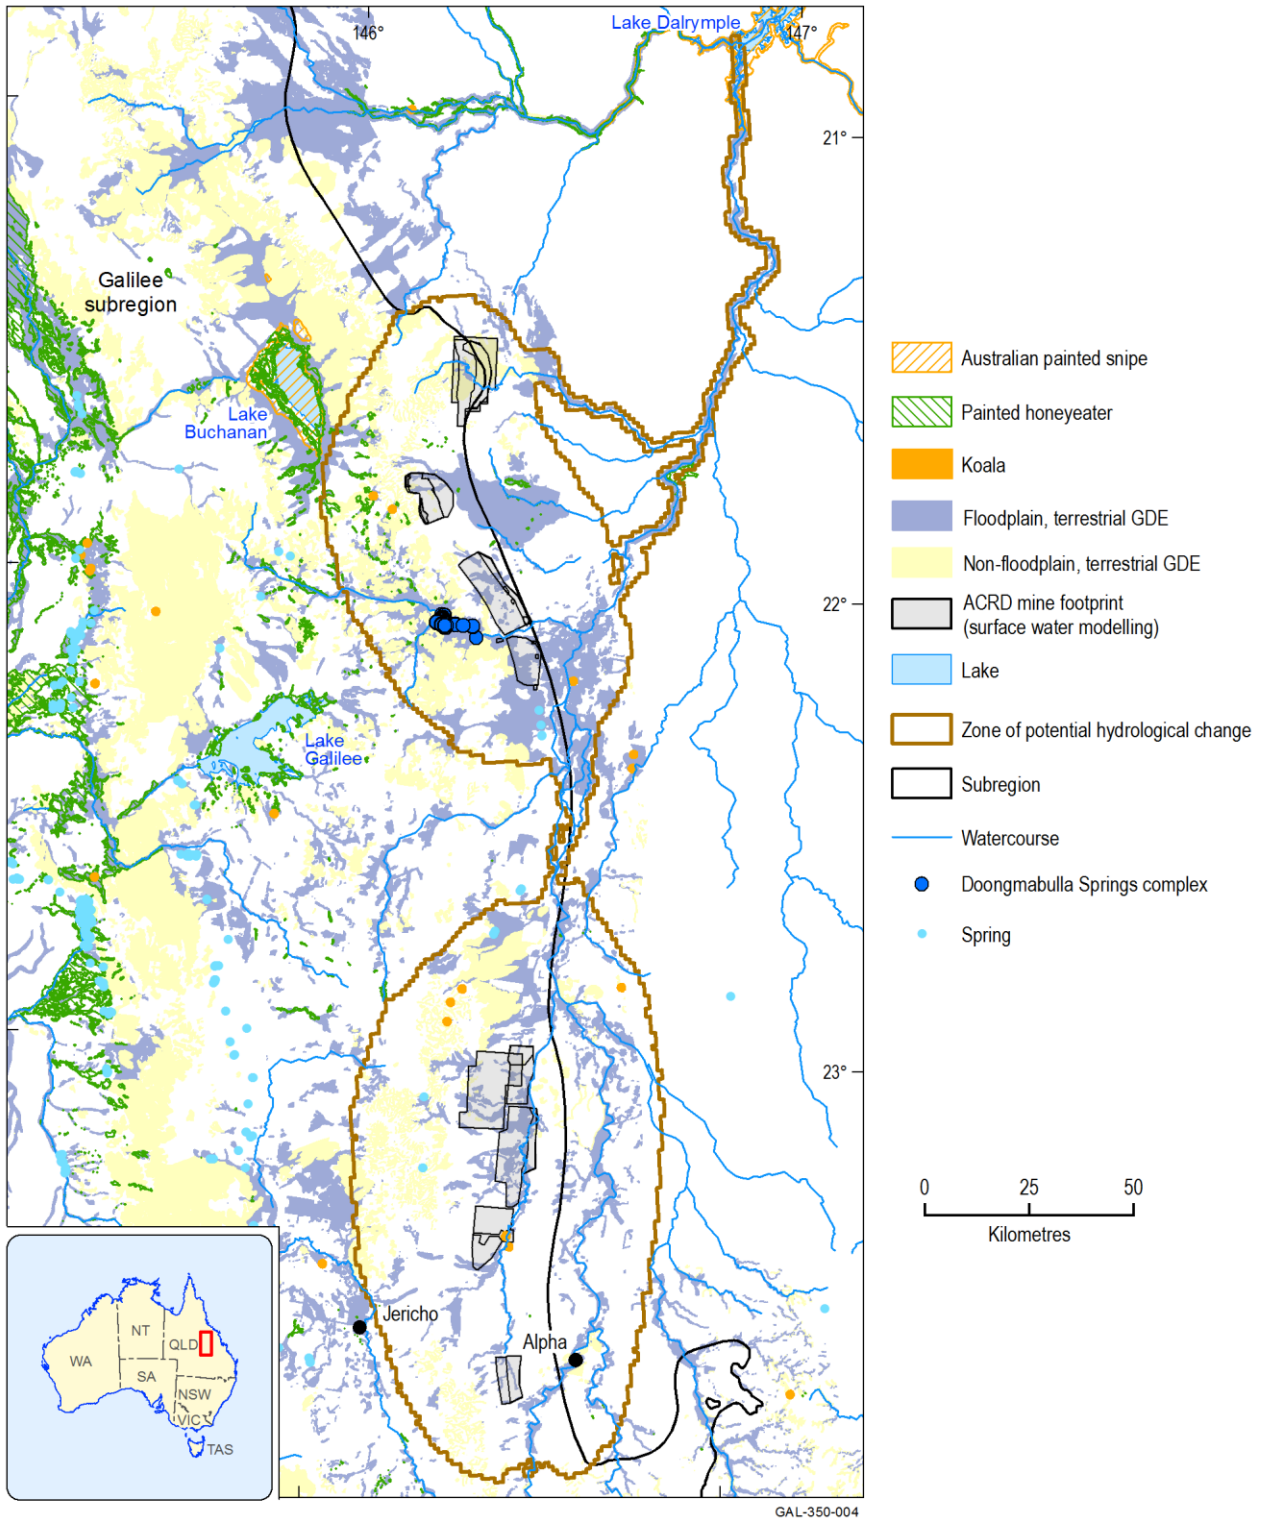 Lake Dalrymple
146°
147°
21°
Galilee
subregion
Lake
Buchanan
22°
Lake
Galilee
23°
Jericho
Alpha
Australian painted snipe
Painted honeyeater
Koala
Floodplain, terrestrial GDE
Non-floodplain, terrestrial GDE
ACRD mine footprint
(surface water modelling)
Lake
Zone of potential hydrological change
Subregion
Watercourse
Doongmabulla Springs complex
Spring
0 25 50
Kilometres
NT
QLD
WA
SA
NSW
VIC
TAS
GAL-350-004